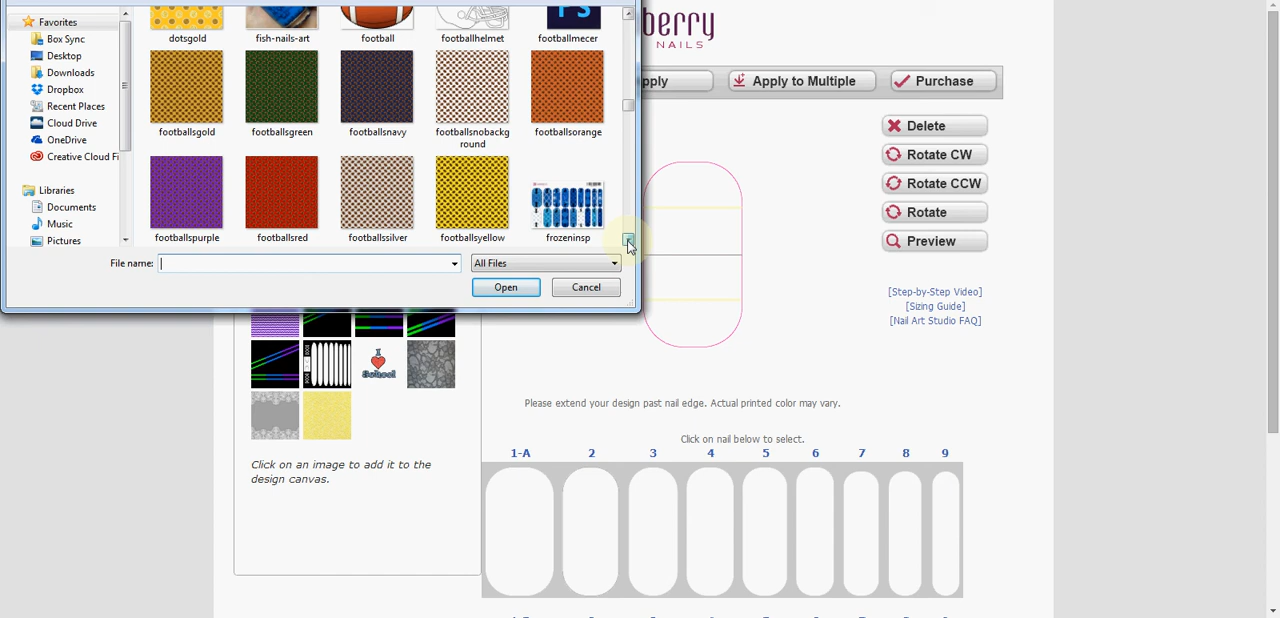 Favorites
Box Sync
Desktop
Downloads
Dropbox
Recent Places
Cloud Drive
OneDrive
Creative Cloud Fi
Libraries
Documents
Music
Pictures
PS
dotsgold
fish-nails-art
football
footballhelmet
footballmecer
footballsgold
footballsgreen
footballsnavy
footballsnobackg
round
footballsorange
footballspurple
footballsred
footballssilver
footballsyellow
frozeninsp
File name:
All Files
Open
Cancel
berry
NAILS
pply
Apply to Multiple
Purchase
Delete
Rotate CW
Rotate CCW
Rotate
Preview
[Step-by-Step Video]
[Sizing Guide]
[Nail Art Studio FAQ]
I
School
Click on an image to add it to the
design canvas.
Please extend your design past nail edge. Actual printed color may vary.
Click on nail below to select.
1-A 2 3 4 5 6 7 8 9